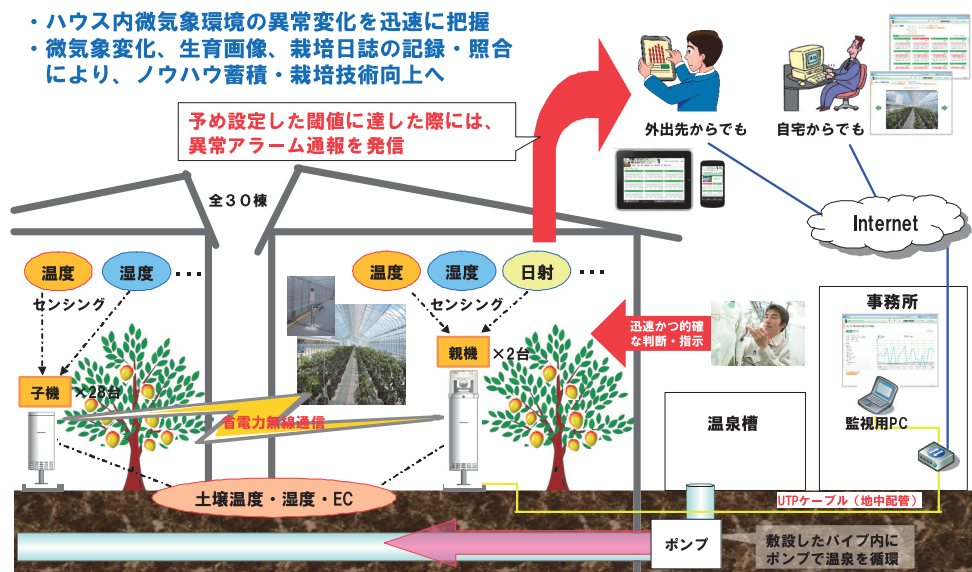 ・ハウス内微気象環境の異常変化を迅速に把握
・微気象変化、生育画像、栽培日誌の記録・照合
により、ノウハウ蓄積・栽培技術向上へ
予め設定した閾値に達した際には、
異常アラーム通報を発信
外出先からでも
自宅からでも
全30棟
Internet
温度
湿度
・・・
センシング
温度
湿度
日射
・・・
センシング
迅速かつ的確
な判断・指示
事務所
親機
×2台
子機
×28台
省電力無線通信
温泉槽
監視用PC
土壌温度・湿度・EC
UTPケーブル（地中配管）
ポンプ
敷設したパイプ内に
ポンプで温泉を循環